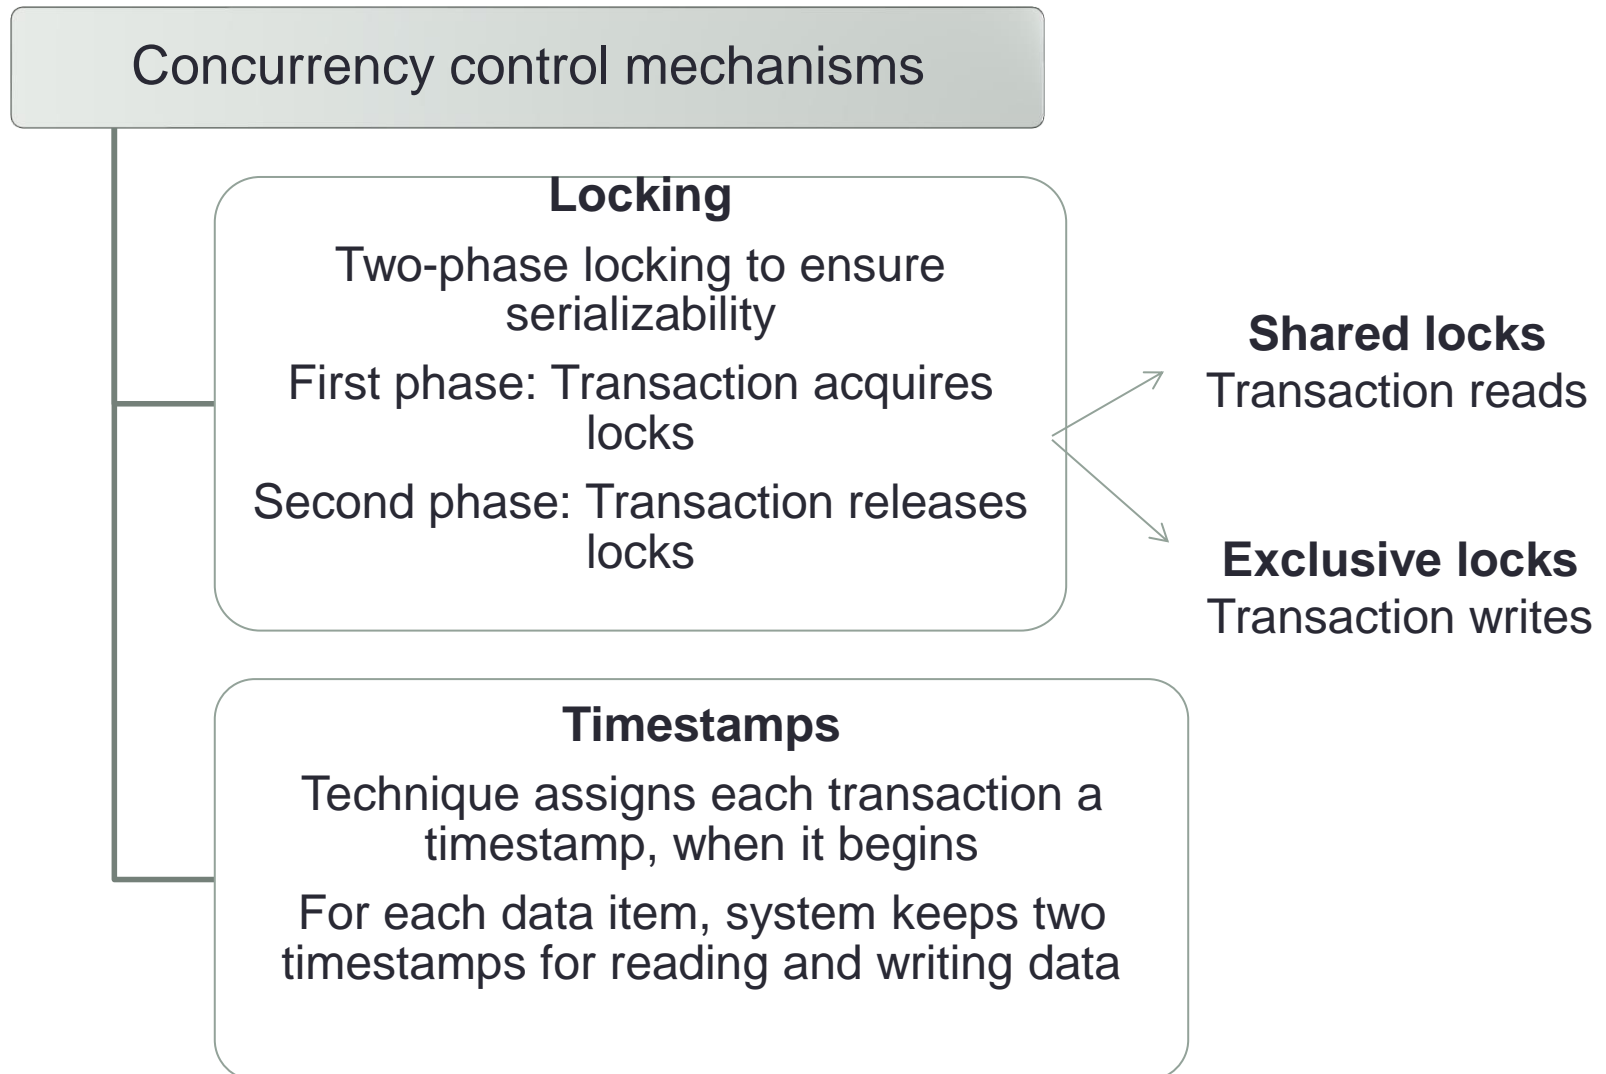 Concurrency control mechanisms
Locking
Two-phase locking to ensure
serializability
First phase: Transaction acquires
locks
Second phase: Transaction releases
locks
Shared locks
Transaction reads
Exclusive locks
Transaction writes
Timestamps
Technique assigns each transaction a
timestamp, when it begins
For each data item, system keeps two
timestamps for reading and writing data